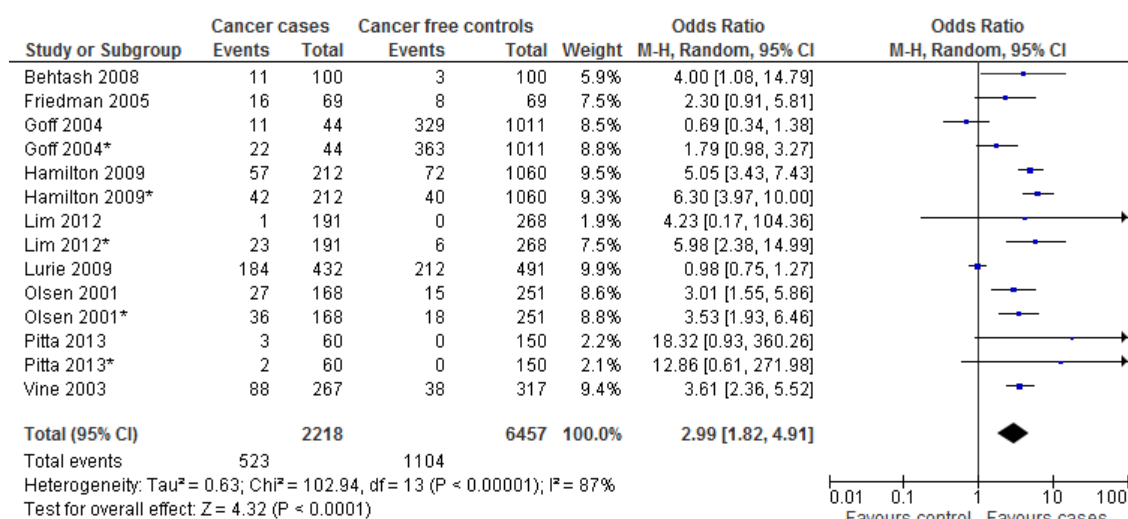 Cancer cases Cancer free controls Odds Ratio Odds Ratio
Study or Subgroup Events Total Events Total Weight M-H, Random, 95% CI M-H, Random, 95% CI
Behtash 2008 11 100 3 100 5.9% 4.00 [1.08, 14.79]
Friedman 2005 16 69 8 69 7.5% 2.30 [0.91, 5.81]
Goff 2004 11 44 329 1011 8.5% 0.69 [0.34, 1.38]
Goff 2004* 22 44 363 1011 8.8% 1.79 [0.98, 3.27]
Hamilton 2009 57 212 72 1060 9.5% 5.05 [3.43, 7.43]
Hamilton 2009* 42 212 40 1060 9.3% 6.30 [3.97, 10.00]
Lim 2012 1 191 0 268 1.9% 4.23 [0.17, 104.36]
Lim 2012* 23 191 6 268 7.5% 5.98 [2.38, 14.99]
Lurie 2009 184 432 212 491 9.9% 0.98 [0.75, 1.27]
Olsen 2001 27 168 15 251 8.6% 3.01 [1.55, 5.86]
Olsen 2001* 36 168 18 251 8.8% 3.53 [1.93, 6.46]
Pitta 2013 3 60 0 150 2.2% 18.32 [0.93, 360.26]
Pitta 2013* 2 60 0 150 2.1% 12.86 [0.61, 271.98]
Vine 2003 88 267 38 317 9.4% 3.61 [2.36, 5.52]
Total (95% CI) 2218 6457 100.0% 2.99 [1.82, 4.91]
Total events 523 1104
Heterogeneity: Tau² = 0.63; Chi² = 102.94, df = 13 (P < 0.00001); I² = 87%
Test for overall effect: Z = 4.32 (P < 0.0001)
0.01 0.1 1 10 100
Favours control Favours cases